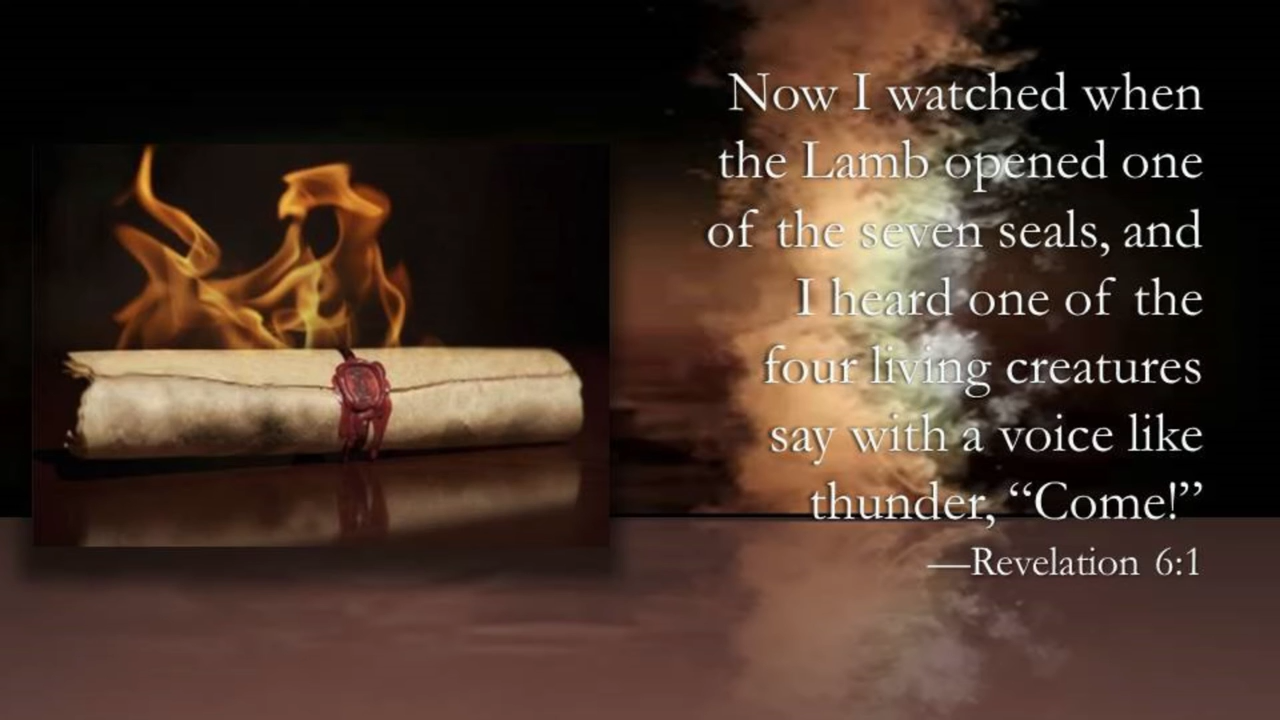 Now I watched when
the Lamb opened one
of the seven seals, and
I heard one of the
four living creatures
say with a voice like
thunder, “Come!”
—Revelation 6:1